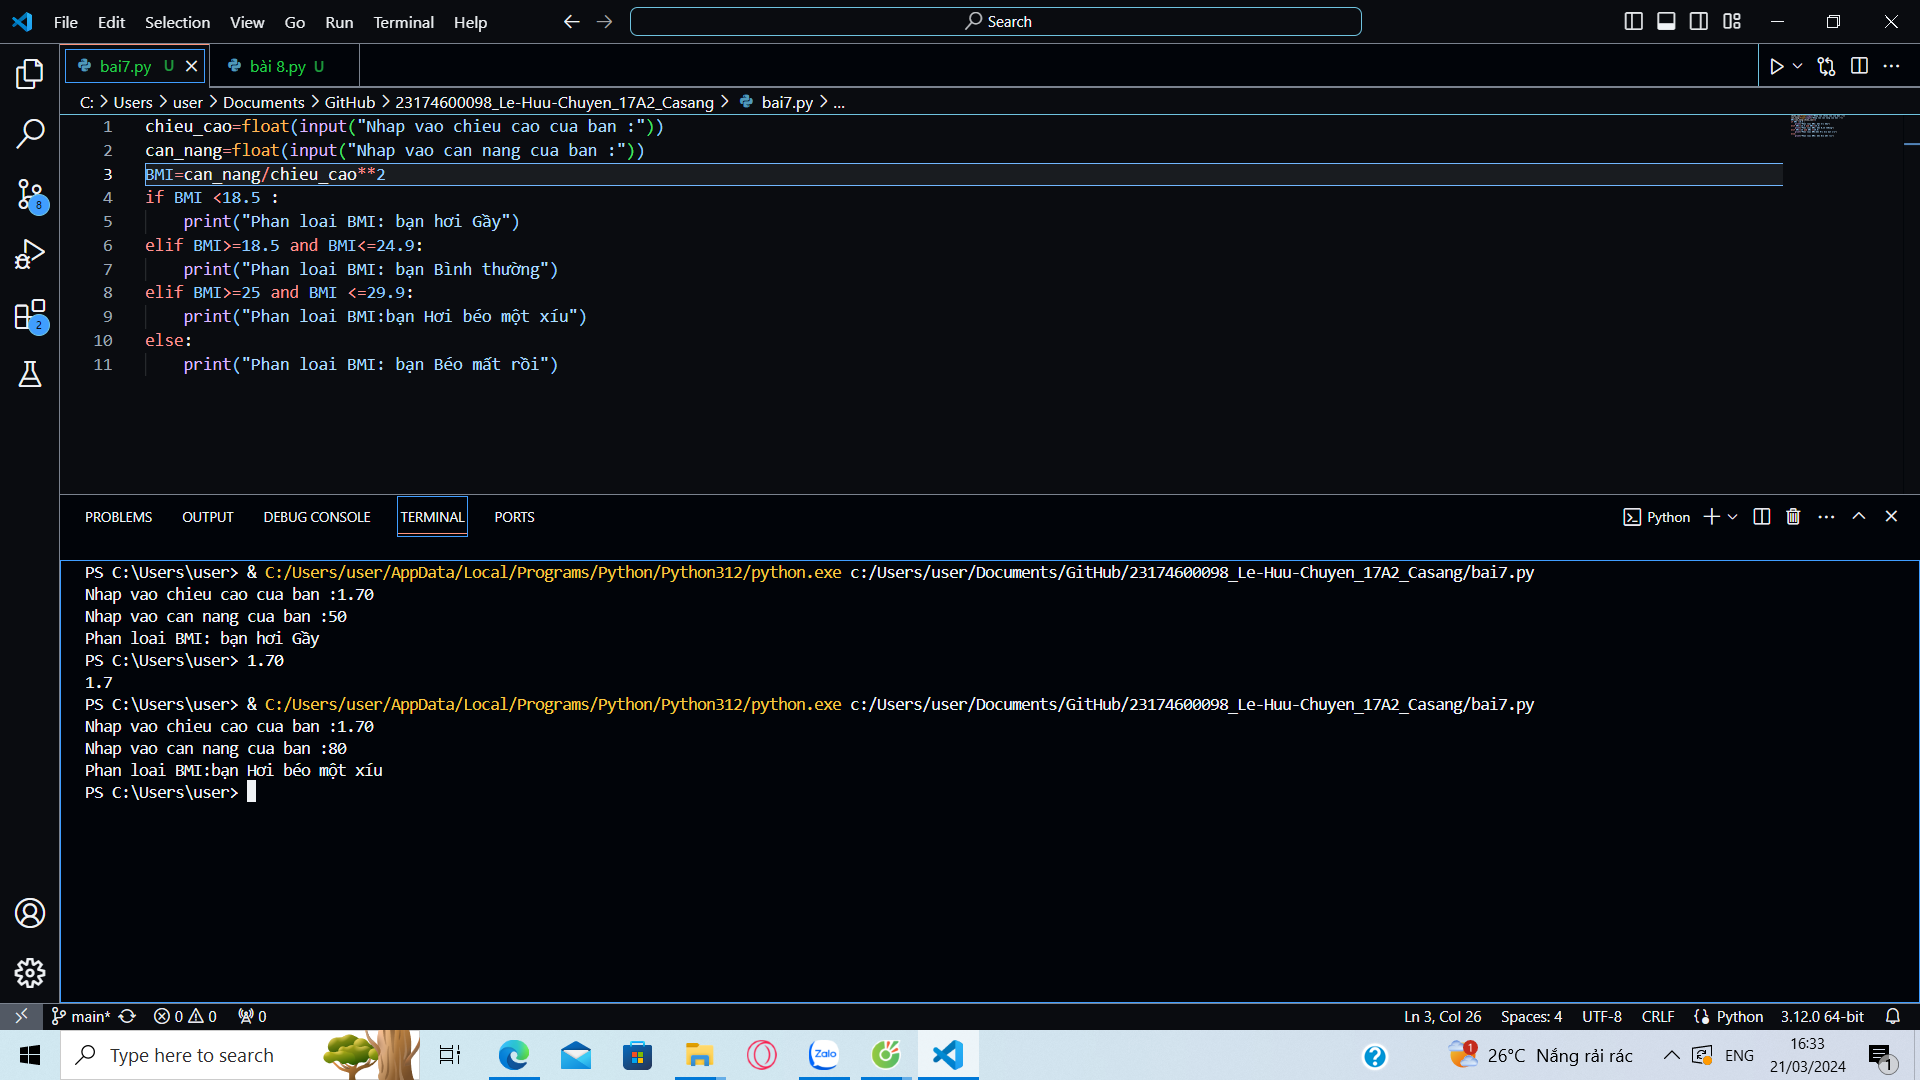 File Edit Selection View Go Run Terminal Help
Search
bai7.py U
bài 8.py U
C: > Users > user > Documents > GitHub > 23174600098_Le-Huu-Chuyen_17A2_Casang > bai7.py > ...
1 chieu_cao=float(input("Nhap vao chieu cao cua ban :"))
2 can_nang=float(input("Nhap vao can nang cua ban :"))
3 BMI=can_nang/chieu_cao**2
4 if BMI <18.5 :
5 print("Phan loai BMI: bạn hơi Gầy")
6 elif BMI>=18.5 and BMI<=24.9:
7 print("Phan loai BMI: bạn Bình thường")
8 elif BMI>=25 and BMI <=29.9:
9 print("Phan loai BMI:bạn Hơi béo một xíu")
10 else:
11 print("Phan loai BMI: bạn Béo mất rồi")
8
2
PROBLEMS OUTPUT DEBUG CONSOLE TERMINAL PORTS
Python
PS C:\Users\user> & C:/Users/user/AppData/Local/Programs/Python/Python312/python.exe c:/Users/user/Documents/GitHub/23174600098_Le-Huu-Chuyen_17A2_Casang/bai7.py
Nhap vao chieu cao cua ban :1.70
Nhap vao can nang cua ban :50
Phan loai BMI: bạn hơi Gầy
PS C:\Users\user> 1.70
1.7
PS C:\Users\user> & C:/Users/user/AppData/Local/Programs/Python/Python312/python.exe c:/Users/user/Documents/GitHub/23174600098_Le-Huu-Chuyen_17A2_Casang/bai7.py
Nhap vao chieu cao cua ban :1.70
Nhap vao can nang cua ban :80
Phan loai BMI:bạn Hơi béo một xíu
PS C:\Users\user>
main* 0 0 0
Ln 3, Col 26 Spaces: 4 UTF-8 CRLF Python 3.12.0 64-bit
Type here to search
Zalo
1
26°C Nắng rải rác
ENG
16:33
21/03/2024
1